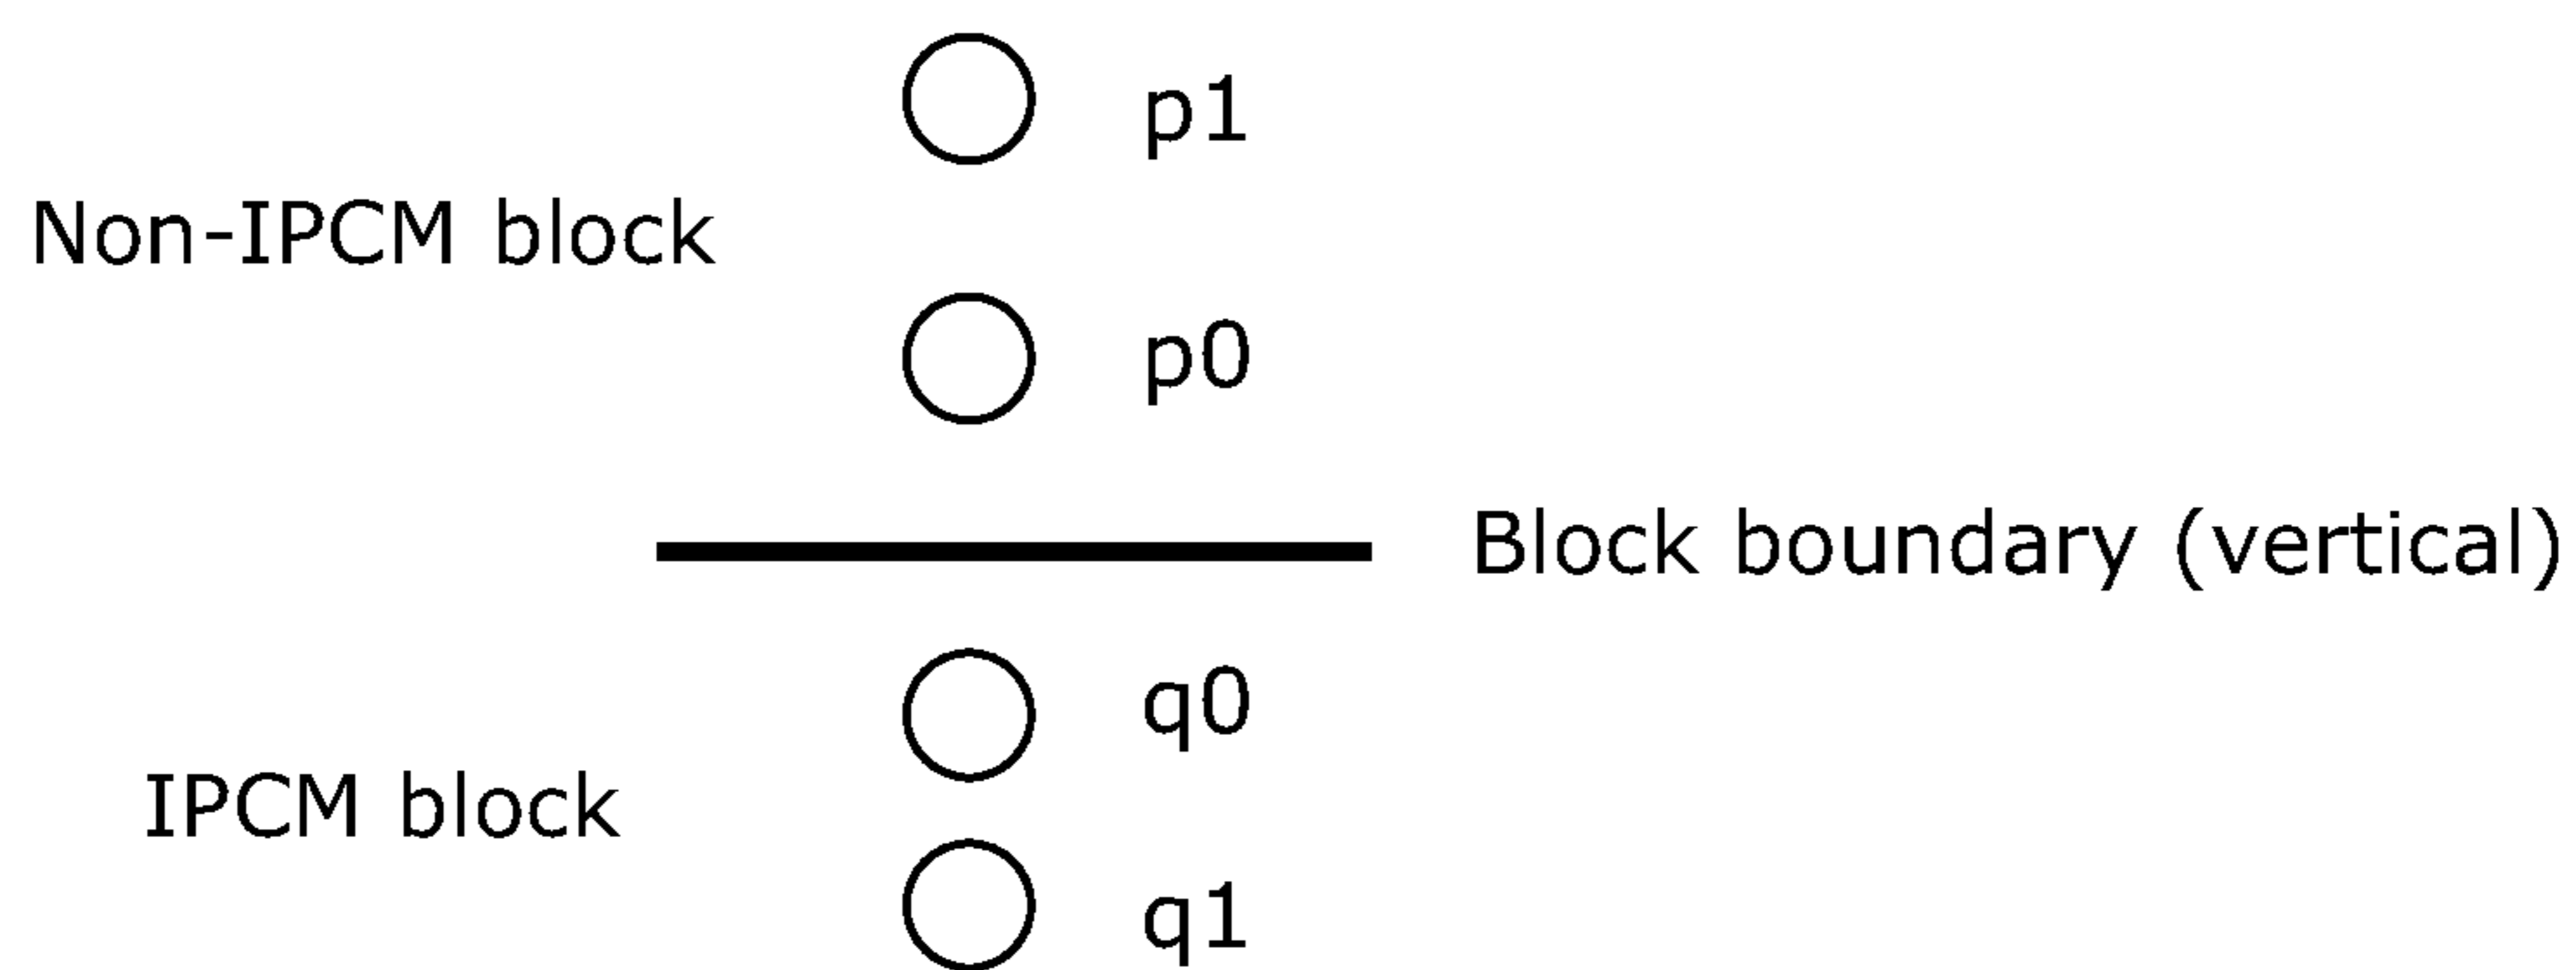 p1
Non-IPCM block
p0
Block boundary (vertical)
q0
IPCM block
q1